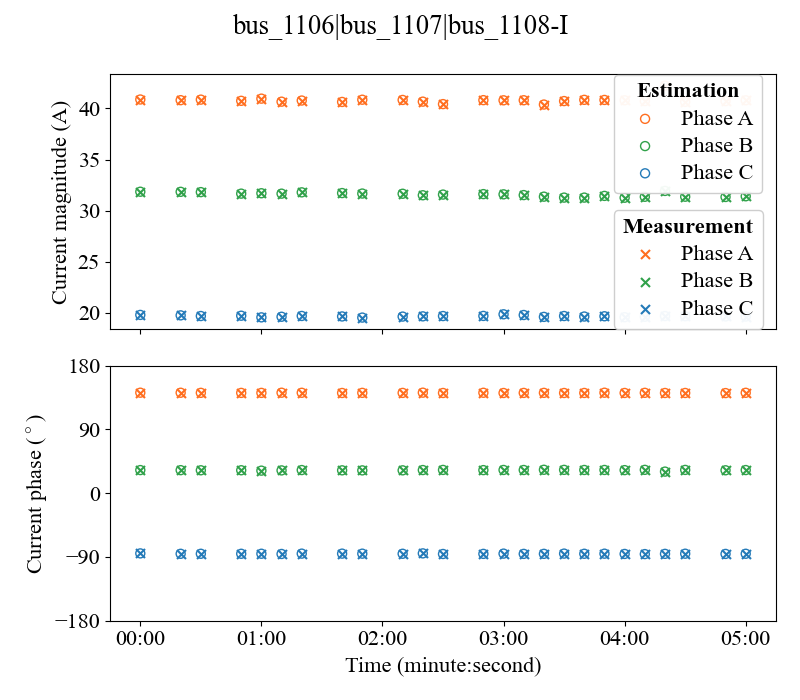 bus_1106|bus_1107|bus_1108-I
Current magnitude (A)
40
35
30
25
20
Estimation
Phase A
Phase B
Phase C
Measurement
Phase A
Phase B
Phase C
Current phase (°)
180
90
0
−90
−180
00:00 01:00 02:00 03:00 04:00 05:00
Time (minute:second)